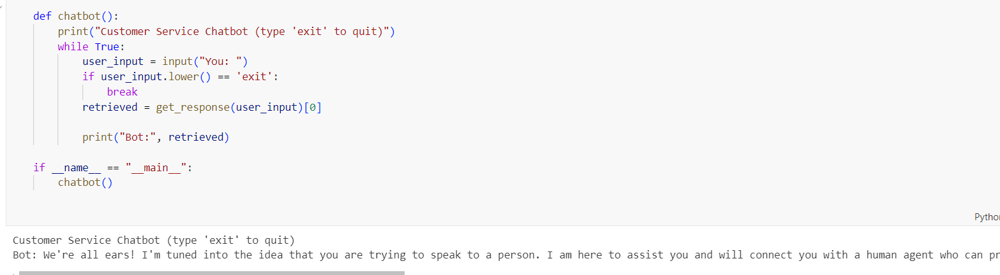 def chatbot():
    print("Customer Service Chatbot (type 'exit' to quit)")
    while True:
        user_input = input("You: ")
        if user_input.lower() == 'exit':
            break
        retrieved = get_response(user_input)[0]
        print("Bot:", retrieved)
if __name__ == "__main__":
    chatbot()
Customer Service Chatbot (type 'exit' to quit)
Bot: We're all ears! I'm tuned into the idea that you are trying to speak to a person. I am here to assist you and will connect you with a human agent who can